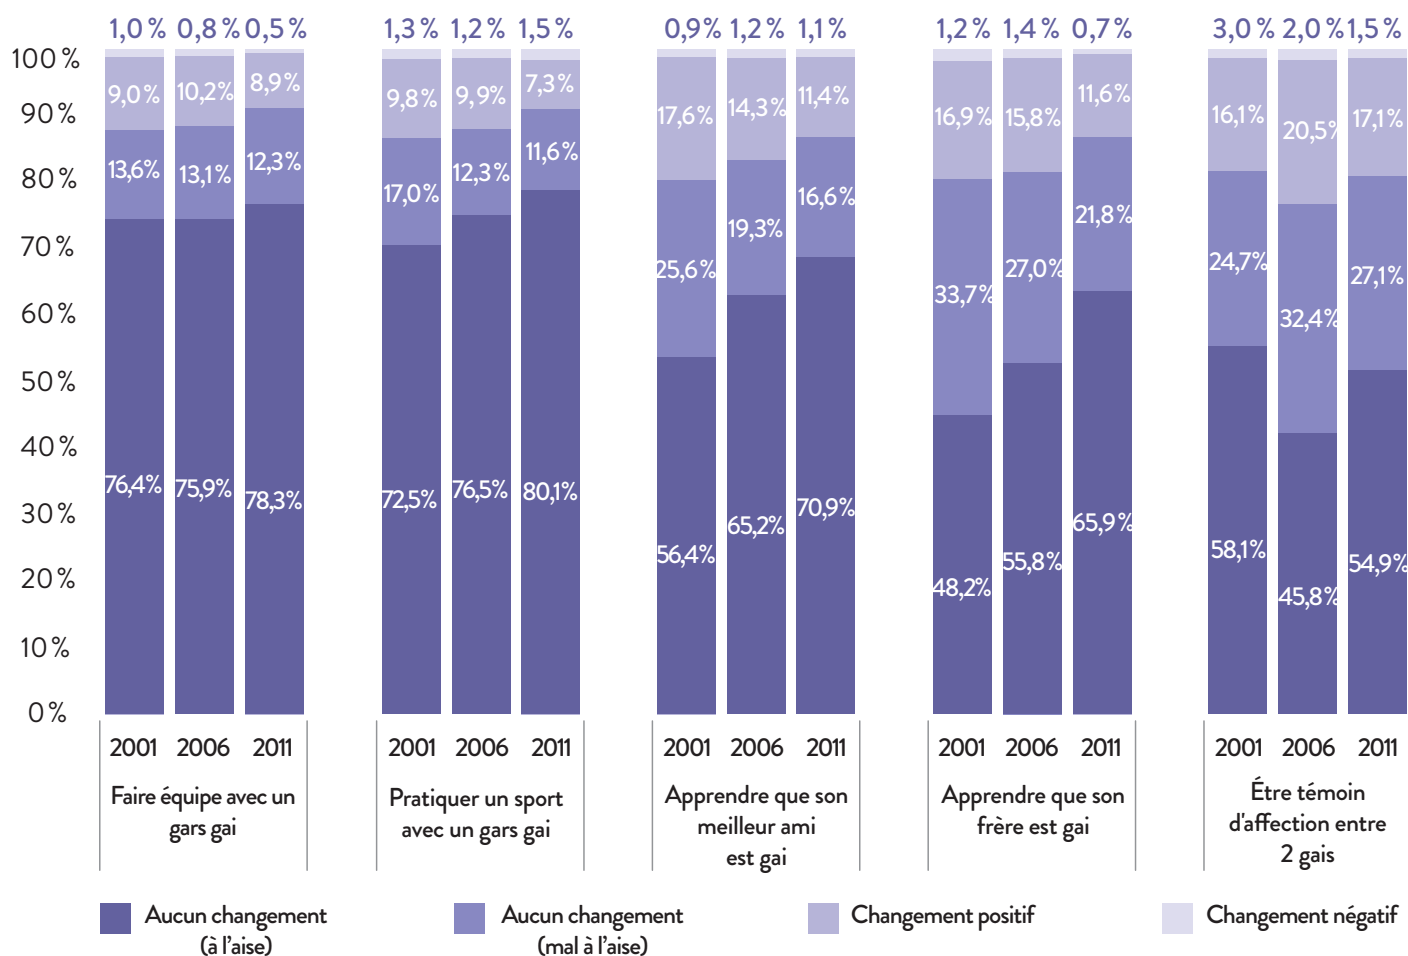 1,0 % 0,8 % 0,5 %
1,3 % 1,2 % 1,5 %
0,9 % 1,2 % 1,1 %
1,2 % 1,4 % 0,7 %
3,0 % 2,0 % 1,5 %
100 %
90 %
80 %
70 %
60 %
50 %
40 %
30 %
20 %
10 %
0 %
9,0 % 10,2 % 8,9 %
13,6 % 13,1 % 12,3 %
76,4 % 75,9 % 78,3 %
9,8 % 9,9 % 7,3 %
17,0 % 12,3 % 11,6 %
72,5 % 76,5 % 80,1 %
17,6 % 14,3 % 11,4 %
25,6 % 19,3 % 16,6 %
56,4 % 65,2 % 70,9 %
16,9 % 15,8 % 11,6 %
33,7 % 27,0 % 21,8 %
48,2 % 55,8 % 65,9 %
16,1 % 20,5 % 17,1 %
24,7 % 32,4 % 27,1 %
58,1 % 45,8 % 54,9 %
2001 2006 2011
Faire équipe avec un
gars gai
2001 2006 2011
Pratiquer un sport
avec un gars gai
2001 2006 2011
Apprendre que son
meilleur ami
est gai
2001 2006 2011
Apprendre que son
frère est gai
2001 2006 2011
Étre témoin
d'affection entre
2 gais
Aucun changement
(à l'aise)
Aucun changement
(mal à l'aise)
Changement positif
Changement négatif